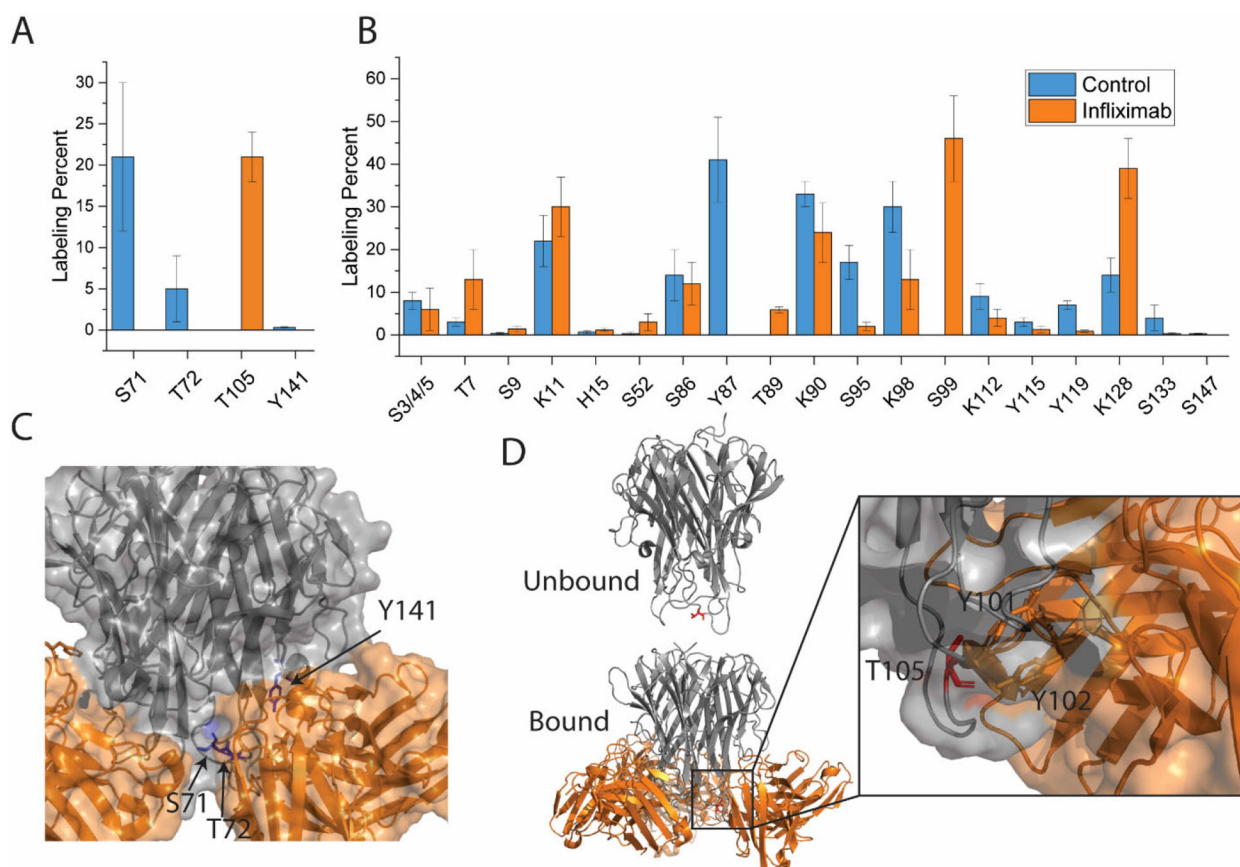 A
Labeling Percent
30
25
20
15
10
5
0
S71
T72
T105
Y141
B
Labeling Percent
60
50
40
30
20
10
0
Control
Infliximab
S3/4/5
T7
S9
K11
H15
S52
S86
Y87
T89
K90
S95
K98
S99
K112
Y115
Y119
K128
S133
S147
C
Y141
S71
T72
D
Unbound
Bound
Y101
T105
Y102